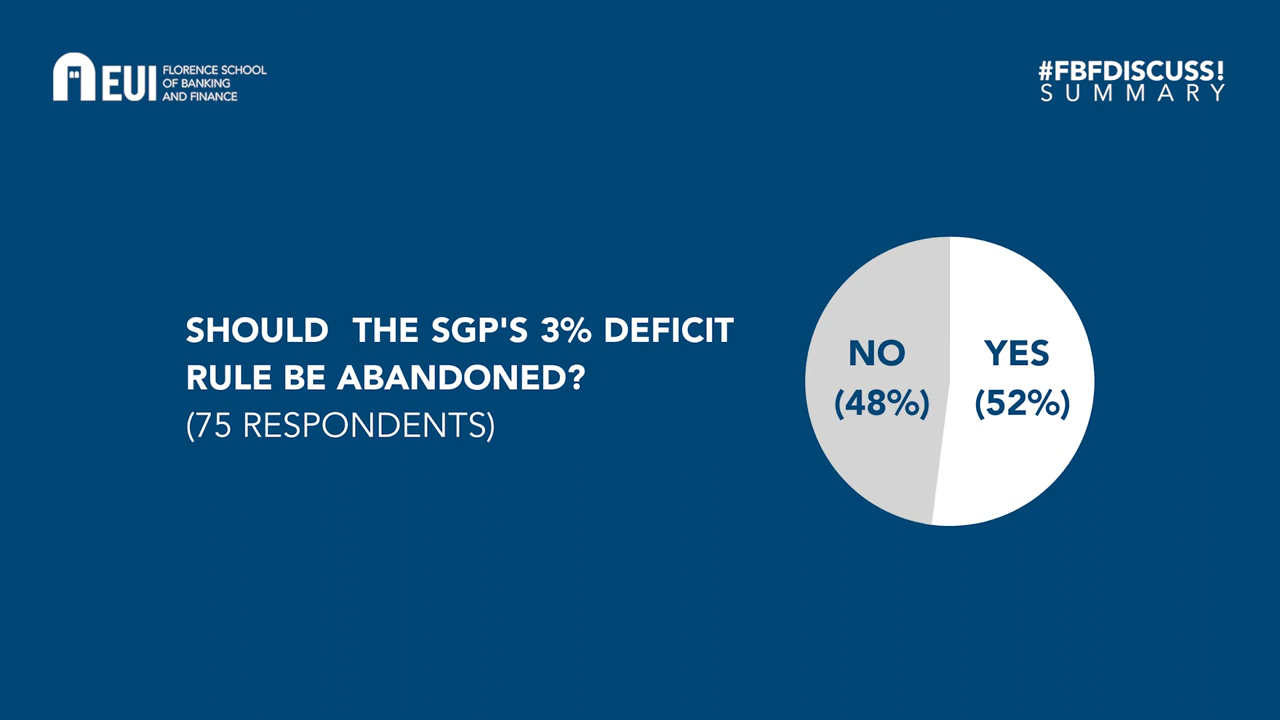 EUI
FLORENCE SCHOOL
OF BANKING
AND FINANCE
#FBFDISCUSS!
SUMMARY
SHOULD  THE SGP'S 3% DEFICIT
RULE BE ABANDONED?
(75 RESPONDENTS)
NO
(48%)
YES
(52%)